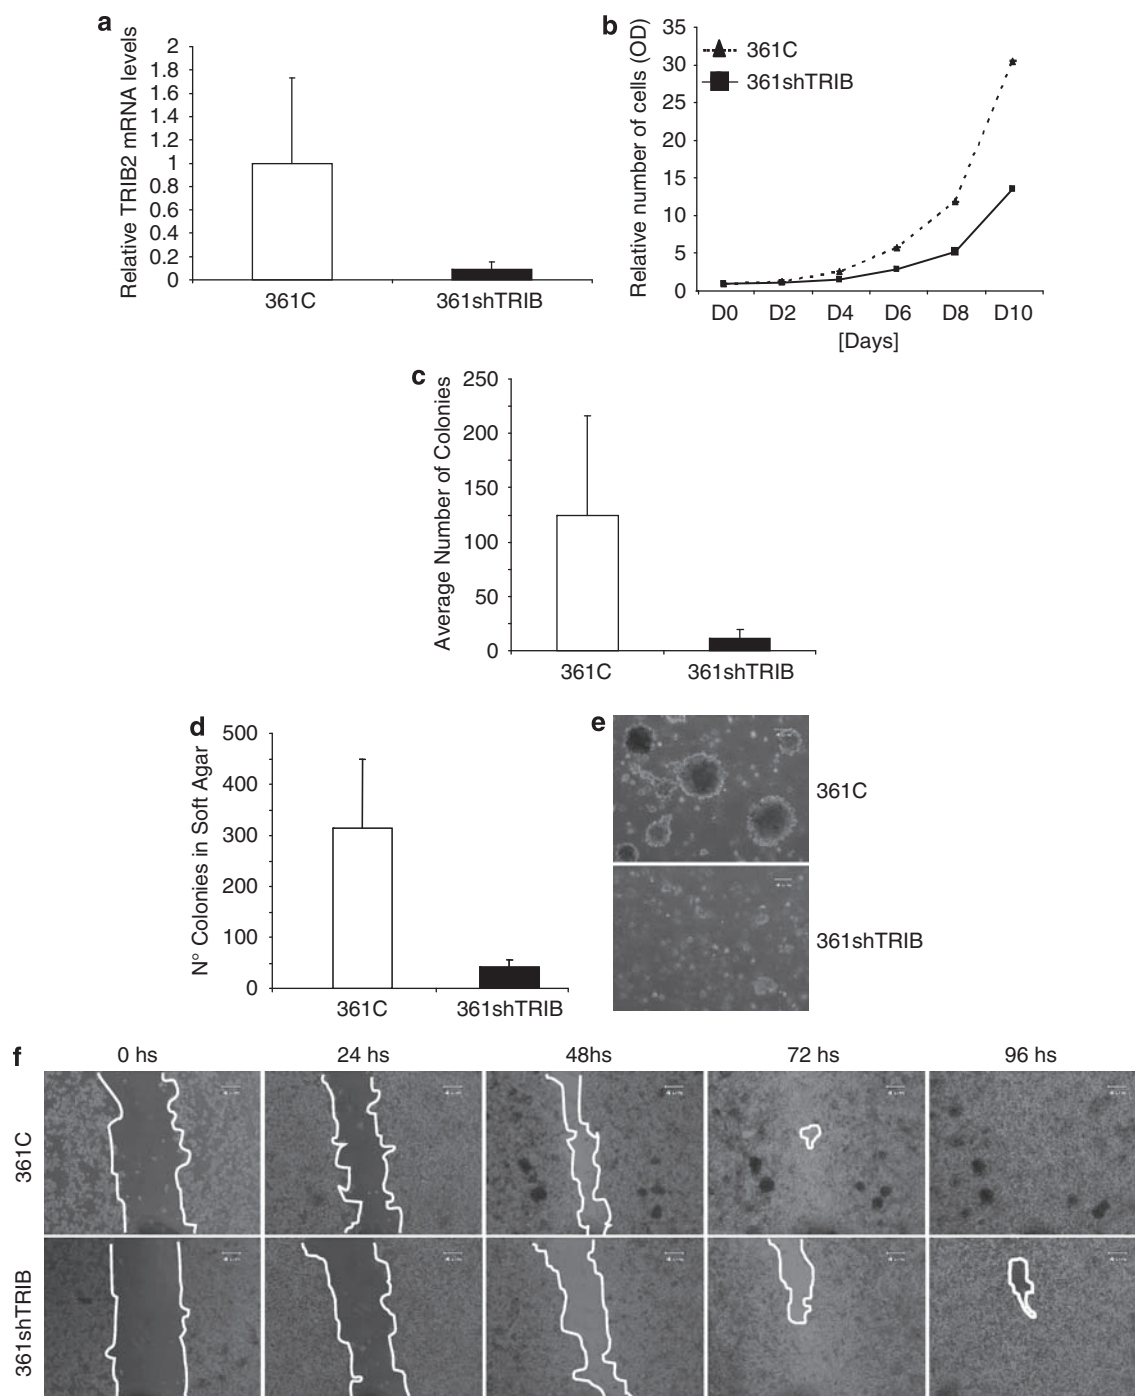 a
Relative TRIB2 mRNA levels
2
1.8
1.6
1.4
1.2
1
0.8
0.6
0.4
0.2
0
361C
361shTRIB
b
Relative number of cells (OD)
35
30
25
20
15
10
5
0
361C
361shTRIB
D0 D2 D4 D6 D8 D10
[Days]
c
Average Number of Colonies
250
200
150
100
50
0
361C
361shTRIB
d
N° Colonies in Soft Agar
500
400
300
200
100
0
361C
361shTRIB
e
361C
361shTRIB
f
0 hs
24 hs
48hs
72 hs
96 hs
361C
361shTRIB